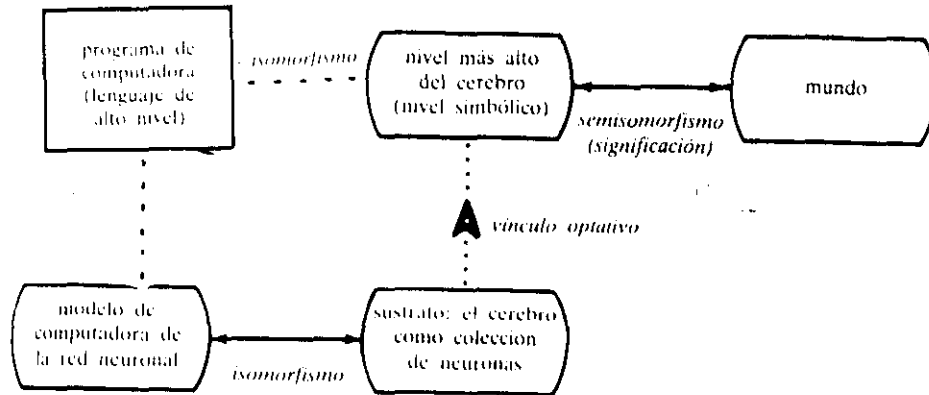 programa de
computadora
(lenguaje de
alto nivel)
isomorfismo
nivel más alto
del cerebro
(nivel simbólico)
semisomorfismo
(significación)
mundo
vínculo optativo
modelo de
computadora de
la red neuronal
isomorfismo
sustrato: el cerebro
como colección
de neuronas